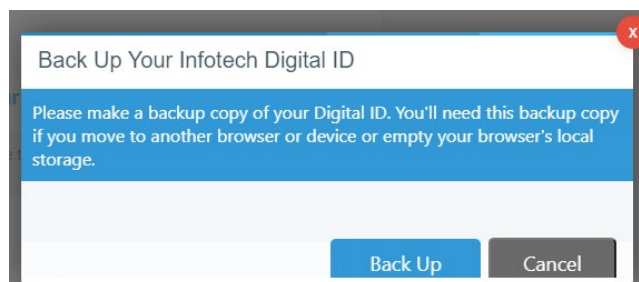 X
Back Up Your Infotech Digital ID
Please make a backup copy of your Digital ID. You'll need this backup copy
if you move to another browser or device or empty your browser's local
storage.
Back Up Cancel